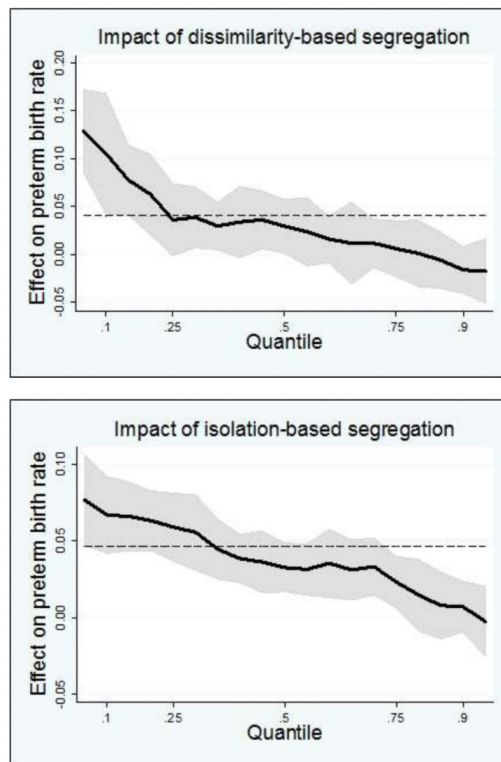 Impact of dissimilarity-based segregation
Effect on preterm birth rate
0.20
0.15
0.10
0.05
0.00
-0.05
.1 .25 .5 .75 .9
Quantile
Impact of isolation-based segregation
Effect on preterm birth rate
0.10
0.05
0.00
-0.05
.1 .25 .5 .75 .9
Quantile